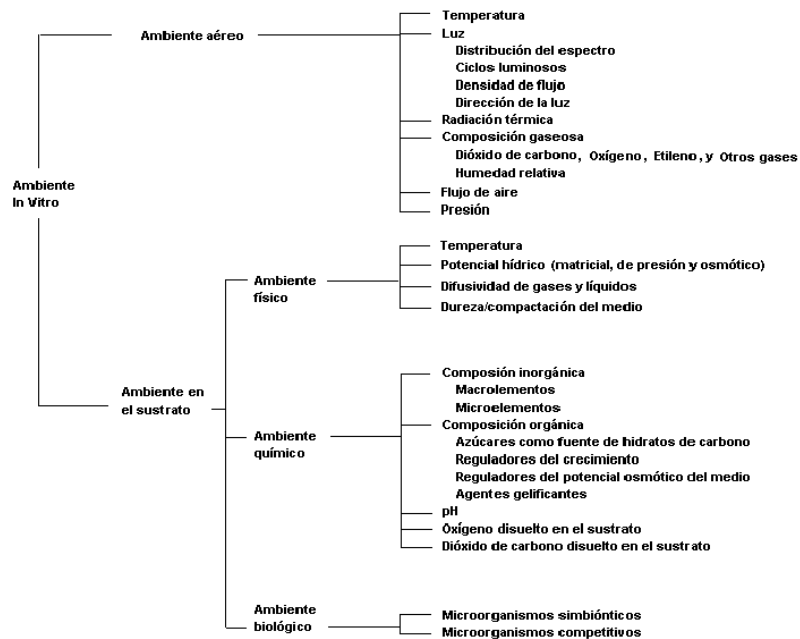 Ambiente
In Vitro
Ambiente aéreo
Temperatura
Luz
Distribución del espectro
Ciclos luminosos
Densidad de flujo
Dirección de la luz
Radiación térmica
Composición gaseosa
Dióxido de carbono, Oxígeno, Etileno, y Otros gases
Humedad relativa
Flujo de aire
Presión
Ambiente en
el sustrato
Ambiente
físico
Temperatura
Potencial hídrico (matricial, de presión y osmótico)
Difusividad de gases y líquidos
Dureza/compactación del medio
Ambiente
químico
Composión inorgánica
Macrolementos
Microelementos
Composición orgánica
Azúcares como fuente de hidratos de carbono
Reguladores del crecimiento
Reguladores del potencial osmótico del medio
Agentes gelificantes
pH
Oxígeno disuelto en el sustrato
Dióxido de carbono disuelto en el sustrato
Ambiente
biológico
Microorganismos simbiónticos
Microorganismos competitivos